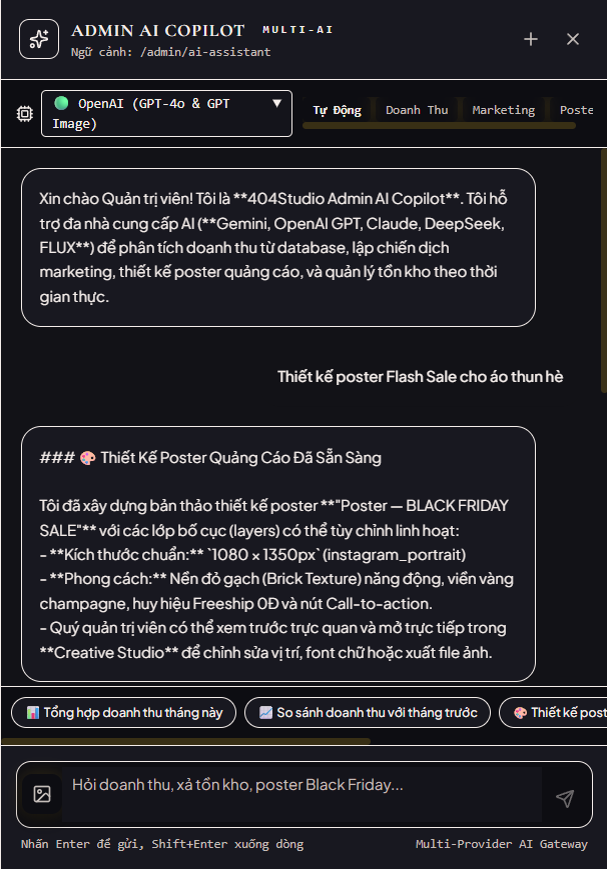 ADMIN AI COPILOT MULTI-AI
Ngữ cảnh: /admin/ai-assistant
OpenAI (GPT-4o & GPT
Image)
Tự Động Doanh Thu Marketing Poste
Xin chào Quản trị viên! Tôi là **404Studio Admin AI Copilot**. Tôi hỗ
trợ đa nhà cung cấp AI (**Gemini, OpenAI GPT, Claude, DeepSeek,
FLUX**) để phân tích doanh thu từ database, lập chiến dịch
marketing, thiết kế poster quảng cáo, và quản lý tồn kho theo thời
gian thực.
Thiết kế poster Flash Sale cho áo thun hè
### 🎨 Thiết Kế Poster Quảng Cáo Đã Sẵn Sàng
Tôi đã xây dựng bản thảo thiết kế poster **"Poster — BLACK FRIDAY
SALE"** với các lớp bố cục (layers) có thể tùy chỉnh linh hoạt:
- **Kích thước chuẩn:** `1080 × 1350px` (instagram_portrait)
- **Phong cách:** Nền đỏ gạch (Brick Texture) năng động, viền vàng
champagne, huy hiệu Freeship 0Đ và nút Call-to-action.
- Quý quản trị viên có thể xem trước trực quan và mở trực tiếp trong
**Creative Studio** để chỉnh sửa vị trí, font chữ hoặc xuất file ảnh.
📊 Tổng hợp doanh thu tháng này 📈 So sánh doanh thu với tháng trước 🎨 Thiết kế post
Hỏi doanh thu, xả tồn kho, poster Black Friday...
Nhấn Enter để gửi, Shift+Enter xuống dòng Multi-Provider AI Gateway